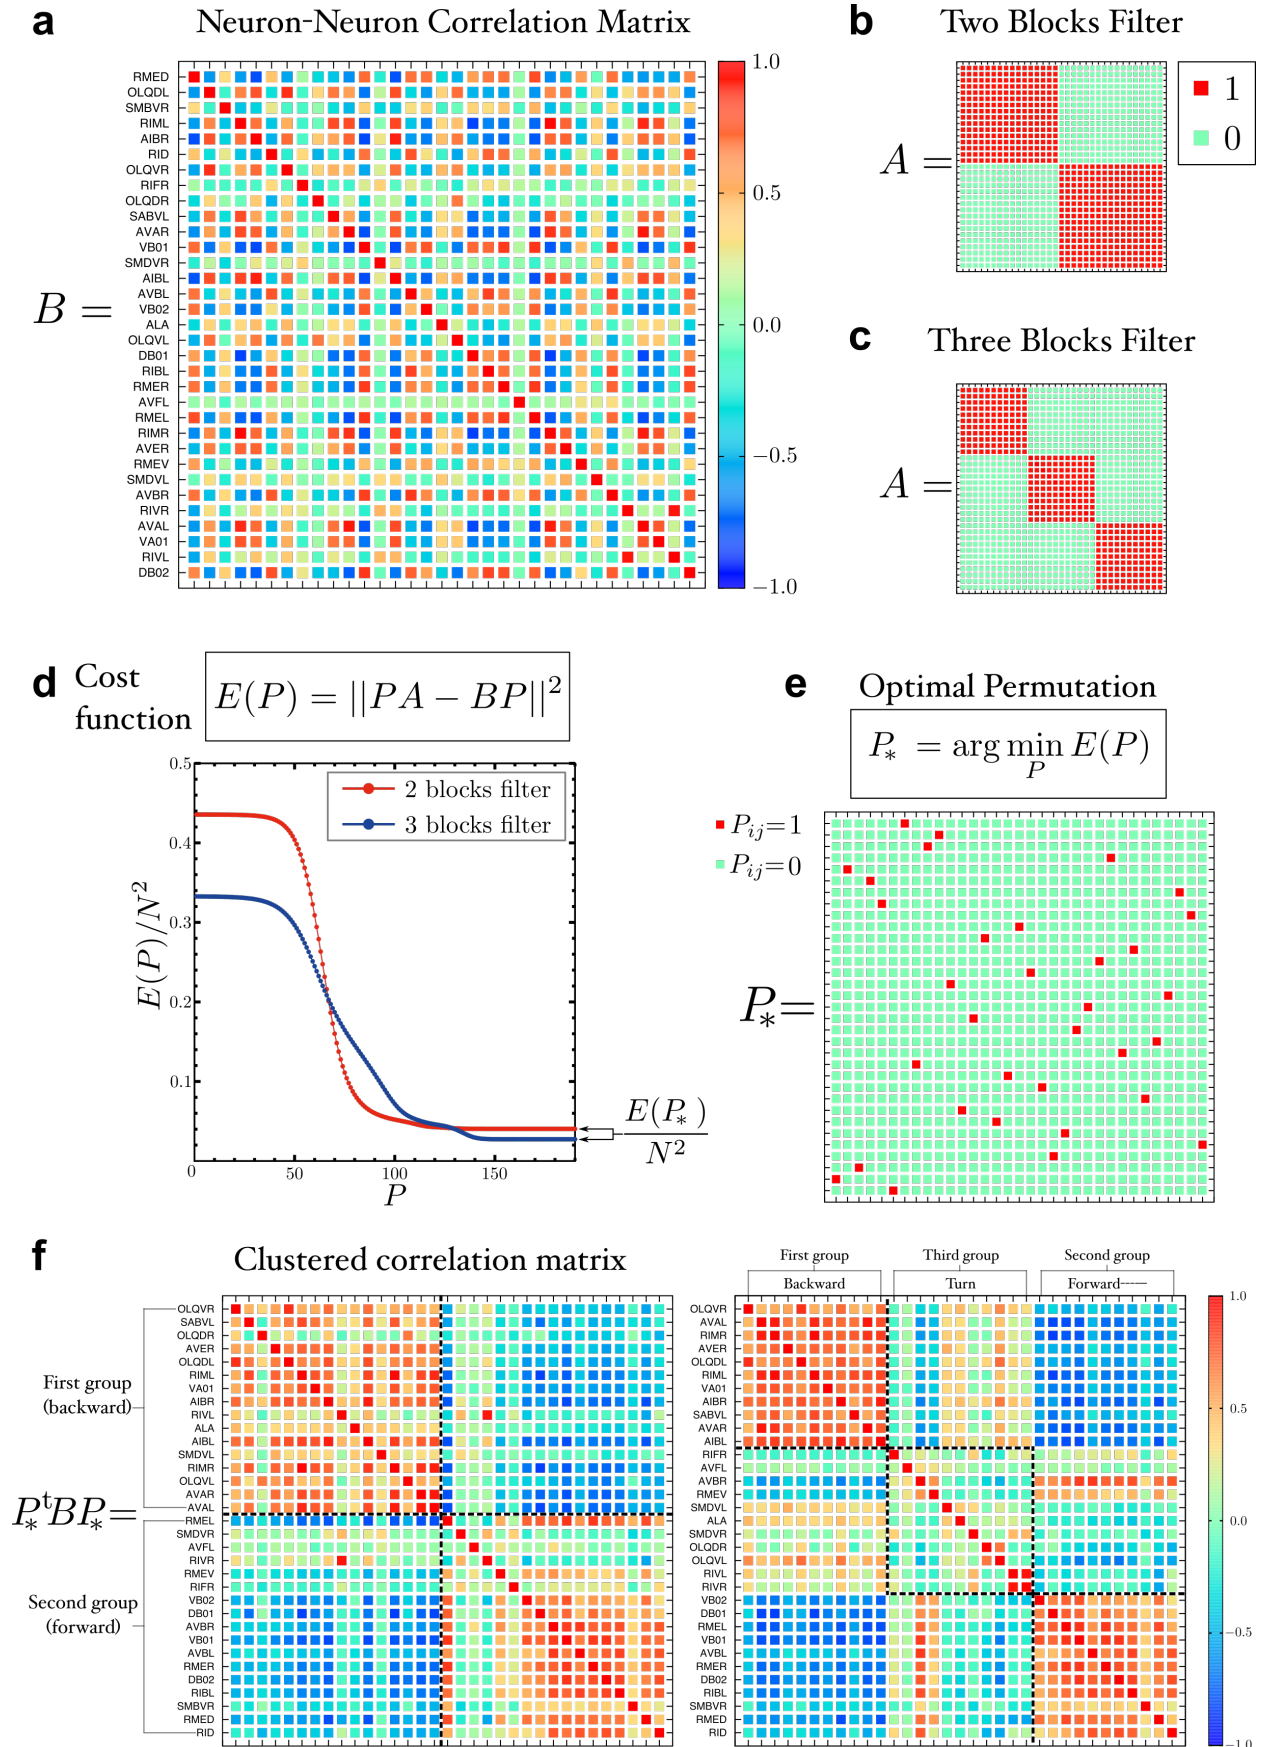 a
Neuron-Neuron Correlation Matrix
RMED
OLQDL
SMBVR
RIML
AIBR
RID
OLQVR
RIFR
OLQDR
SABVL
AVAR
VB01
SMDVR
AIBL
AVBL
VB02
ALA
OLQVL
DB01
RIBL
RMER
AVFL
RMEL
RIMR
AVER
RMEV
SMDVL
AVBR
RIVR
AVAL
VA01
RIVL
DB02
B =
1.0
0.5
0.0
−0.5
−1.0
b
Two Blocks Filter
A =
1
0
c
Three Blocks Filter
A =
d
Cost
function
E(P) = ||PA − BP||²
0.5
0.4
0.3
0.2
0.1
E(P)/N²
2 blocks filter
3 blocks filter
0
50
100
150
P
E(P*)
N²
e
Optimal Permutation
P* = arg min E(P)
P
Pij=1
Pij=0
P*=
f
Clustered correlation matrix
First group
(backward)
Second group
(forward)
P*ᵗBP*=
OLQVR
SABVL
OLQDR
AVER
OLQDL
RIML
VA01
AIBR
RIVL
ALA
AIBL
SMDVL
RIMR
OLQVL
AVAR
AVAL
RMEL
SMDVR
AVFL
RIVR
RMEV
RIFR
VB02
DB01
AVBR
VB01
AVBL
RMER
DB02
RIBL
SMBVR
RMED
RID
First group
Third group
Second group
Backward
Turn
Forward
OLQVR
AVAL
RIMR
AVER
OLQDL
RIML
VA01
AIBR
SABVL
AVAR
AIBL
RIFR
AVFL
AVBR
RMEV
SMDVL
ALA
SMDVR
OLQDR
OLQVL
RIVL
RIVR
VB02
DB01
RMEL
VB01
AVBL
RMER
DB02
RIBL
SMBVR
RMED
RID
1.0
0.5
0.0
−0.5
−1.0